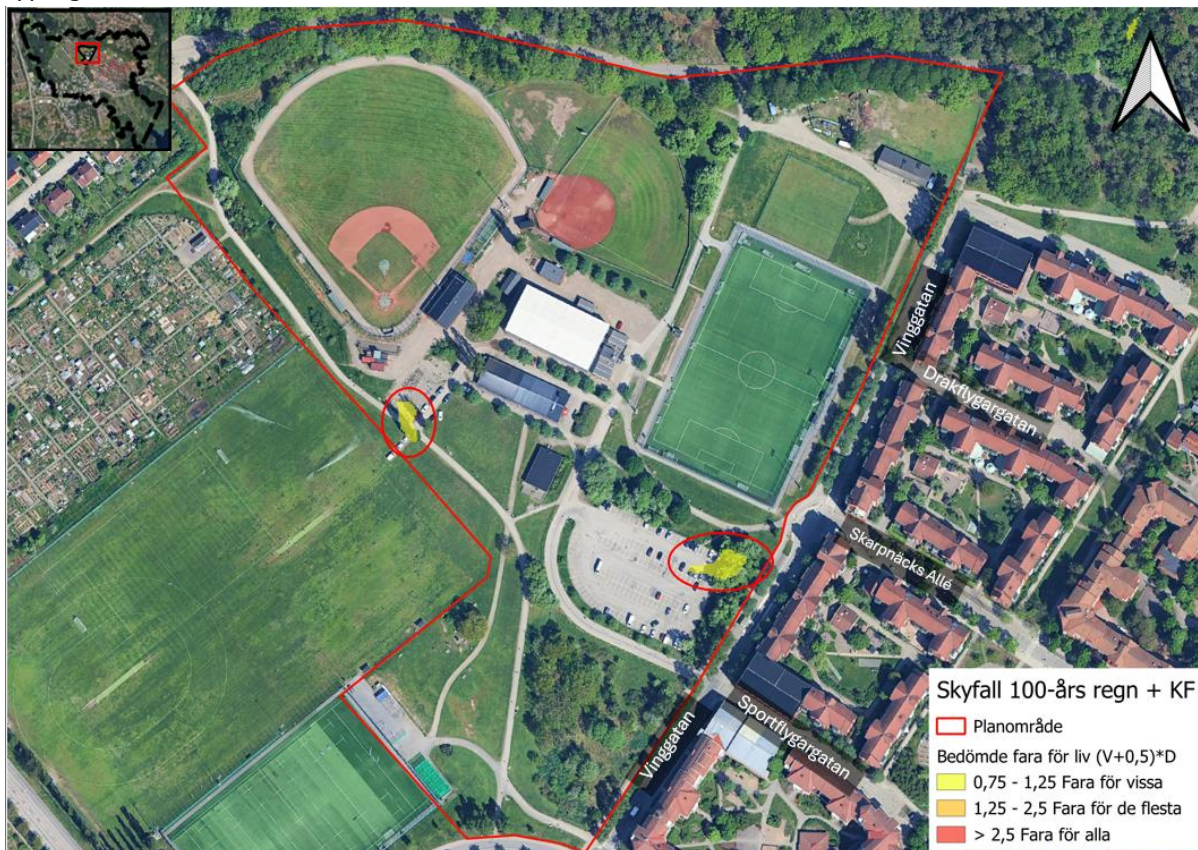 Vinggatan
Drakflygargatan
Skarpnäcks Allé
Sportflygargatan
Vinggatan
Skyfall 100-års regn + KF
Planområde
Bedömde fara för liv (V+0,5)*D
0,75 - 1,25 Fara för vissa
1,25 - 2,5 Fara för de flesta
> 2,5 Fara för alla